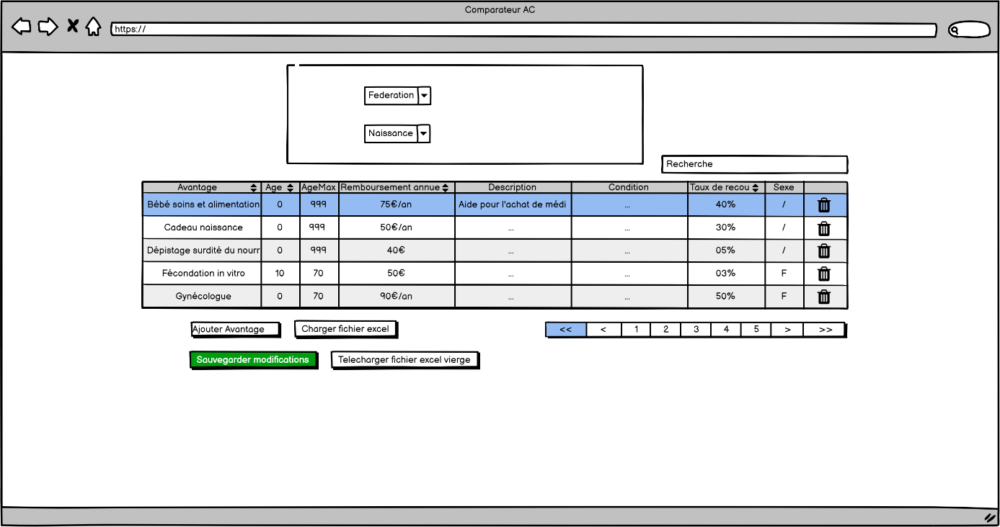 Comparateur AC
https://
Federation
Naissance
Recherche
Avantage Age AgeMax Remboursement annue Description Condition Taux de recou Sexe
Bébé soins et alimentation 0 999 75€/an Aide pour l'achat de médi ... 40% /
Cadeau naissance 0 999 50€/an ... ... 30% /
Dépistage surdité du nourr 0 999 40€ ... ... 05% /
Fécondation in vitro 10 70 50€ ... ... 03% F
Gynécologue 0 70 90€/an ... ... 50% F
Ajouter Avantage Charger fichier excel << < 1 2 3 4 5 > >>
Sauvegarder modifications Telecharger fichier excel vierge